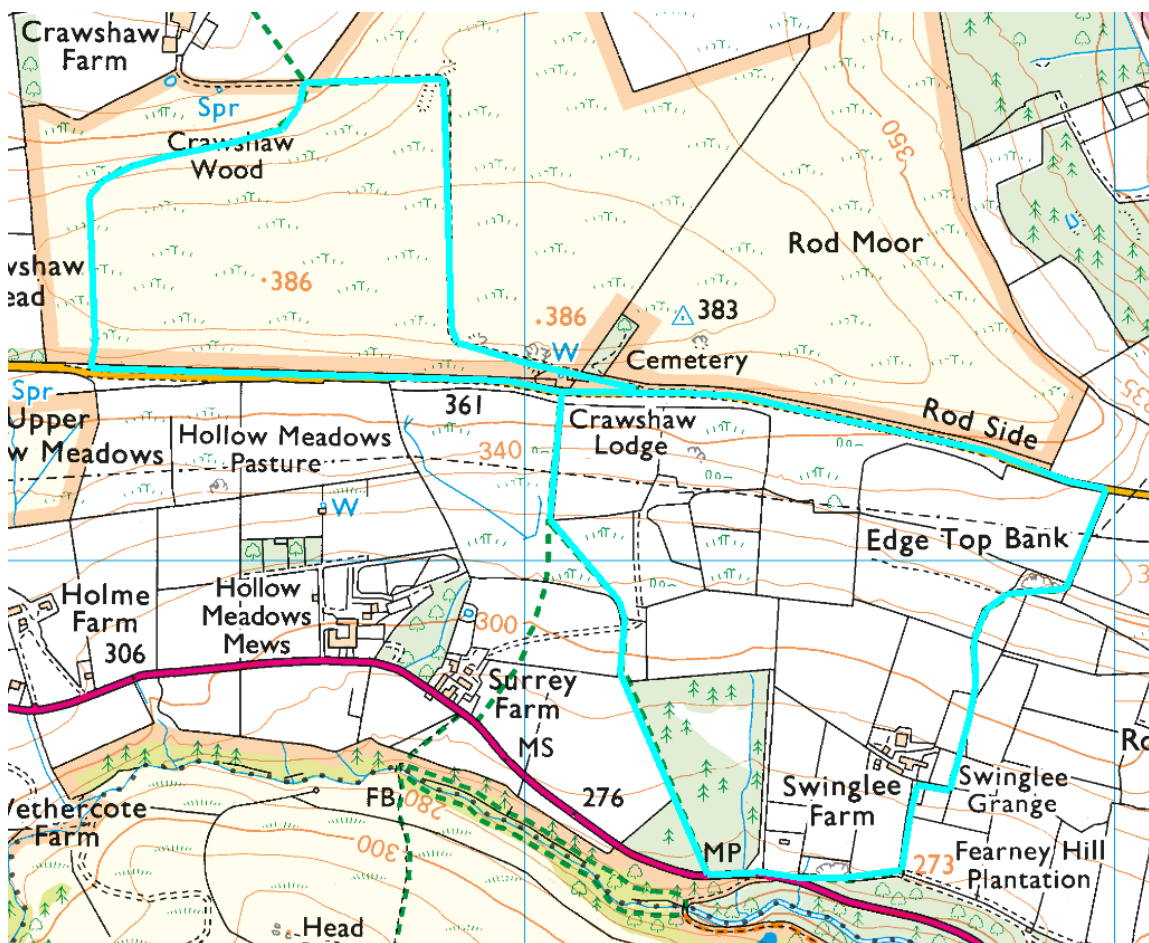 Crawshaw
Farm
Spr
Crawshaw
Wood
350
Rod Moor
wshaw
ead
386
386
383
W
Cemetery
Spr
Upper
w Meadows
361
Hollow Meadows
Pasture
340
Crawshaw
Lodge
Rod Side
335
W
Edge Top Bank
3
Holme
Farm
306
Hollow
Meadows
Mews
300
Surrey
Farm
MS
276
Swinglee
Farm
Swinglee
Grange
Ro
FB
280
MP
273
Fearney Hill
Plantation
Wethercote
Farm
300
Head